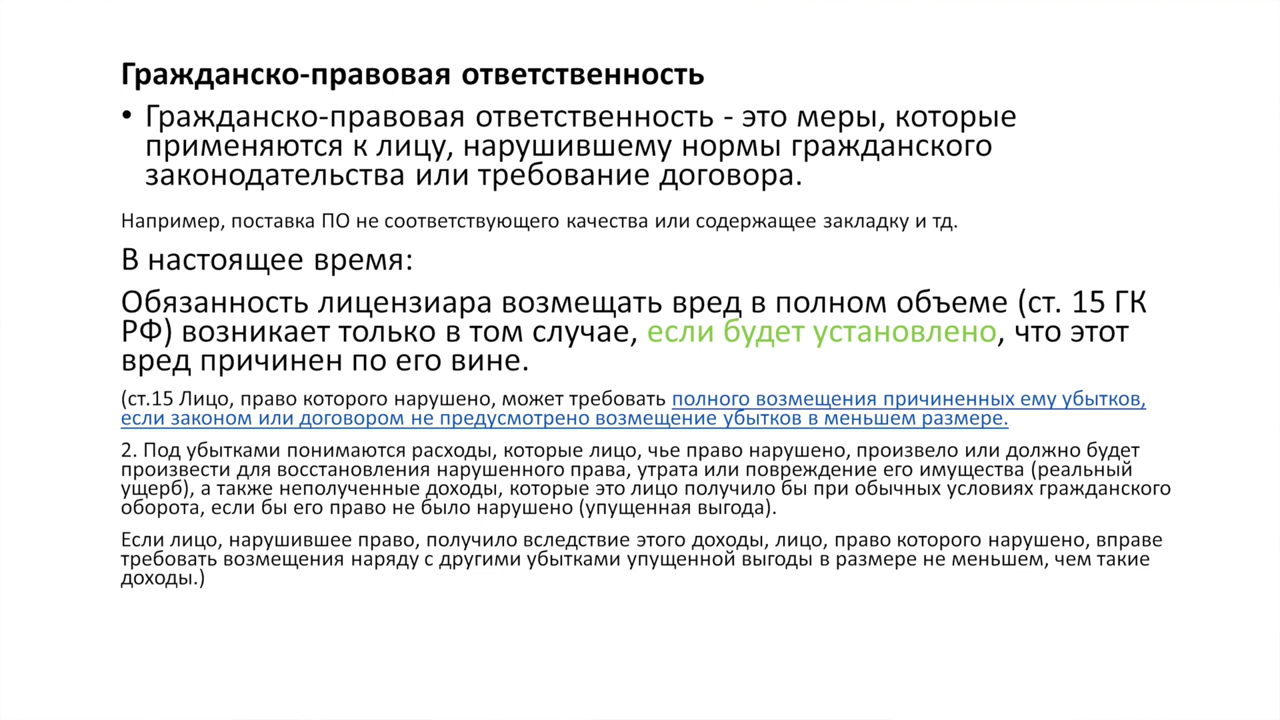 Гражданско-правовая ответственность
• Гражданско-правовая ответственность - это меры, которые
применяются к лицу, нарушившему нормы гражданского
законодательства или требование договора.
Например, поставка ПО не соответствующего качества или содержащее закладку и тд.
В настоящее время:
Обязанность лицензиара возмещать вред в полном объеме (ст. 15 ГК
РФ) возникает только в том случае, если будет установлено, что этот
вред причинен по его вине.
(ст.15 Лицо, право которого нарушено, может требовать полного возмещения причиненных ему убытков,
если законом или договором не предусмотрено возмещение убытков в меньшем размере.
2. Под убытками понимаются расходы, которые лицо, чье право нарушено, произвело или должно будет
произвести для восстановления нарушенного права, утрата или повреждение его имущества (реальный
ущерб), а также неполученные доходы, которые это лицо получило бы при обычных условиях гражданского
оборота, если бы его право не было нарушено (упущенная выгода).
Если лицо, нарушившее право, получило вследствие этого доходы, лицо, право которого нарушено, вправе
требовать возмещения наряду с другими убытками упущенной выгоды в размере не меньшем, чем такие
доходы.)